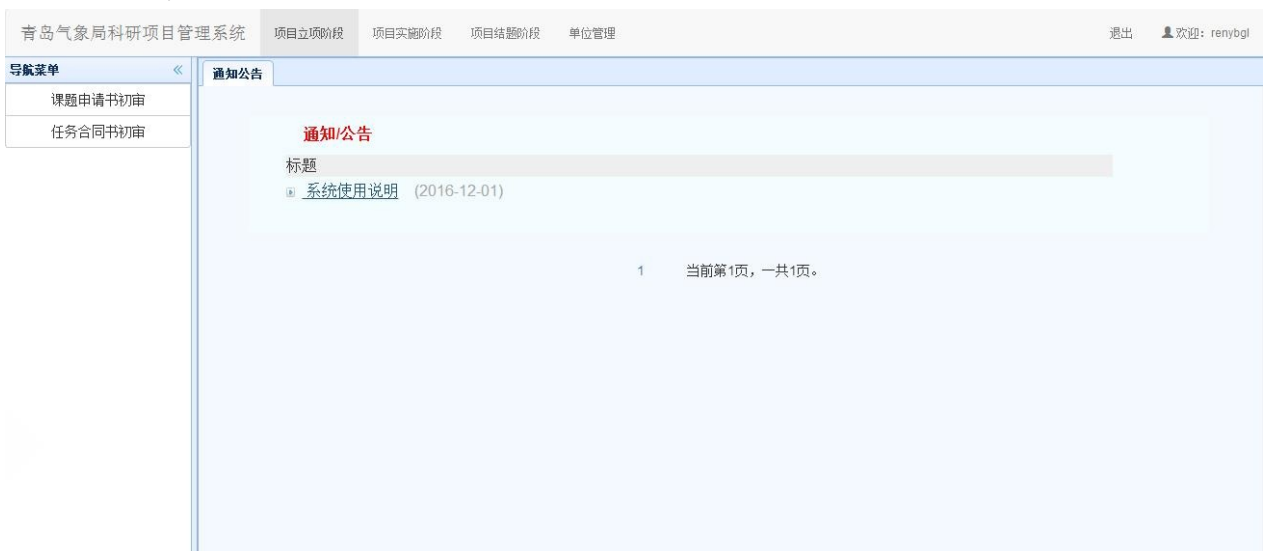 青岛气象局科研项目管理系统 项目立项阶段 项目实施阶段 项目结题阶段 单位管理 退出 欢迎：renybgl
导航菜单
通知公告
课题申请书初审
任务合同书初审
通知/公告
标题
系统使用说明 (2016-12-01)
1 当前第1页，一共1页。